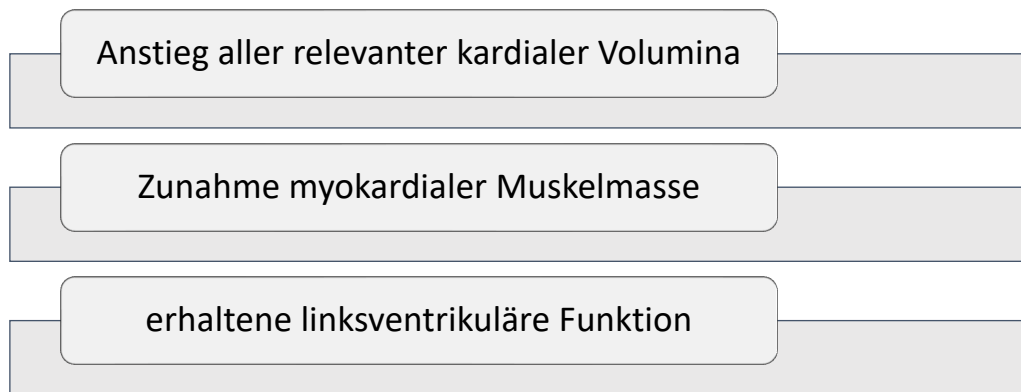 Anstieg aller relevanter kardialer Volumina
Zunahme myokardialer Muskelmasse
erhaltene linksventrikuläre Funktion